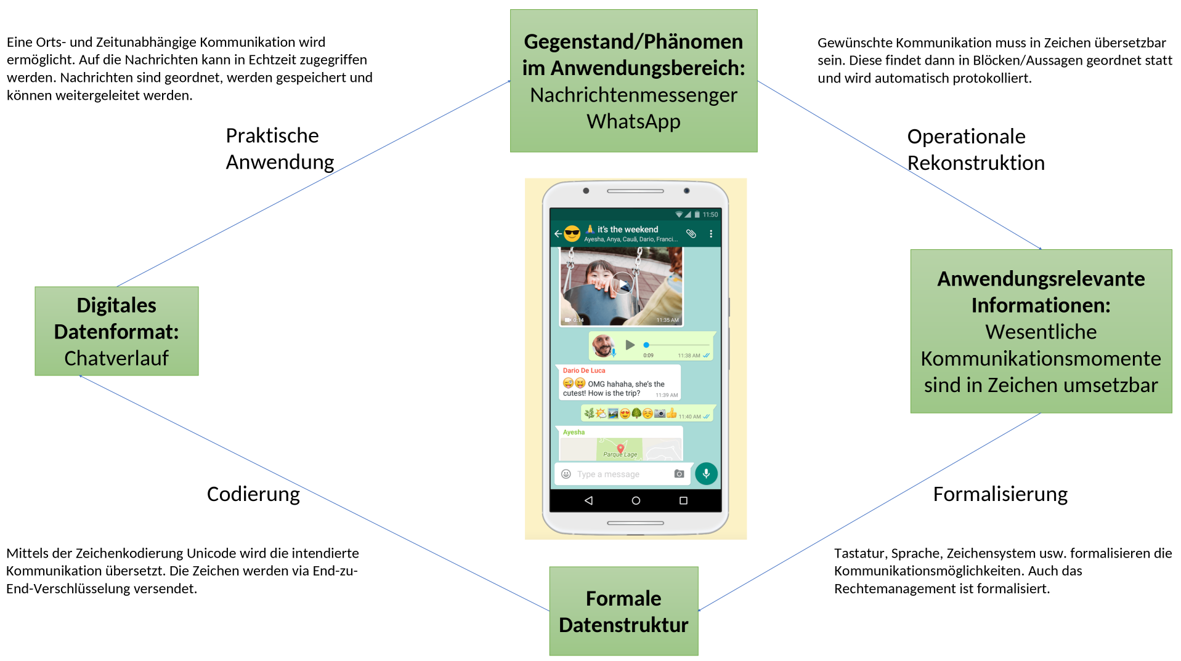 Eine Orts- und Zeitunabhängige Kommunikation wird
ermöglicht. Auf die Nachrichten kann in Echtzeit zugegriffen
werden. Nachrichten sind geordnet, werden gespeichert und
können weitergeleitet werden.
Gegenstand/Phänomen
im Anwendungsbereich:
Nachrichtenmessenger
WhatsApp
Gewünschte Kommunikation muss in Zeichen übersetzbar
sein. Diese findet dann in Blöcken/Aussagen geordnet statt
und wird automatisch protokolliert.
Praktische
Anwendung
Operationale
Rekonstruktion
11:50
it's the weekend
Ayesha, Anya, Cauã, Dario, Franci...
0:14
11:35 AM
0:09
11:38 AM
Dario De Luca
OMG hahaha, she's the
cutest! How is the trip?
11:39 AM
11:40 AM
Ayesha
Parque Lage
Type a message
Digitales
Datenformat:
Chatverlauf
Anwendungsrelevante
Informationen:
Wesentliche
Kommunikationsmomente
sind in Zeichen umsetzbar
Codierung
Formalisierung
Mittels der Zeichenkodierung Unicode wird die intendierte
Kommunikation übersetzt. Die Zeichen werden via End-zu-
End-Verschlüsselung versendet.
Formale
Datenstruktur
Tastatur, Sprache, Zeichensystem usw. formalisieren die
Kommunikationsmöglichkeiten. Auch das
Rechtemanagement ist formalisiert.